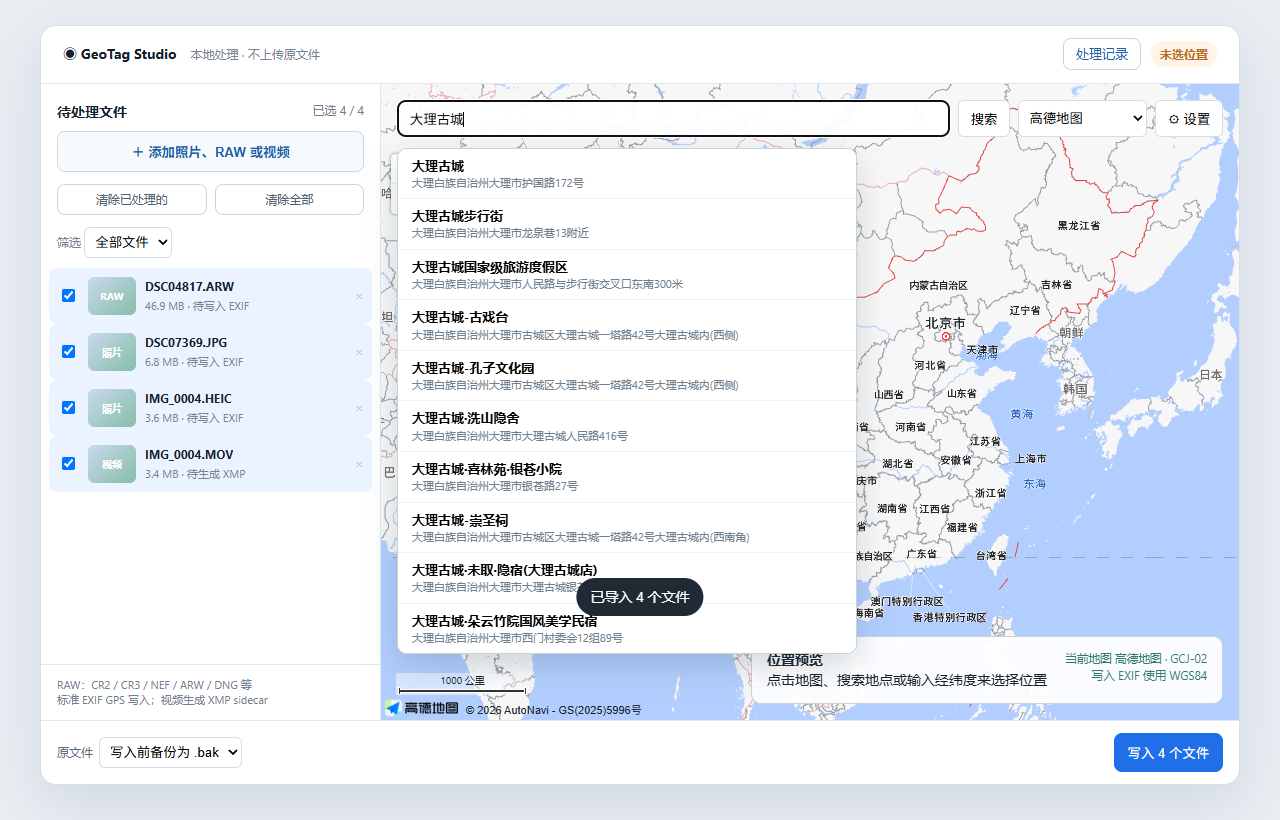 GeoTag Studio 本地处理 · 不上传原文件
处理记录 未选位置
待处理文件 已选 4 / 4
+ 添加照片、RAW 或视频
清除已处理的 清除全部
筛选 全部文件
RAW DSC04817.ARW
46.9 MB · 待写入 EXIF ×
照片 DSC07369.JPG
6.8 MB · 待写入 EXIF ×
照片 IMG_0004.HEIC
3.6 MB · 待写入 EXIF ×
视频 IMG_0004.MOV
3.4 MB · 待生成 XMP ×
RAW: CR2 / CR3 / NEF / ARW / DNG 等
标准 EXIF GPS 写入；视频生成 XMP sidecar
大理古城 搜索 高德地图 设置
大理古城
大理白族自治州大理市护国路172号
大理古城步行街
大理白族自治州大理市龙泉巷13附近
大理古城国家级旅游度假区
大理白族自治州大理市人民路与步行街交叉口东南300米
大理古城-古戏台
大理白族自治州大理市古城区大理古城一塔路42号大理古城内(西侧)
大理古城-孔子文化园
大理白族自治州大理市古城区大理古城一塔路42号大理古城内(西侧)
大理古城-洗山隐舍
大理白族自治州大理市大理古城人民路416号
大理古城-喜林苑·银苍小院
大理白族自治州大理市银苍路27号
大理古城-崇圣祠
大理白族自治州大理市古城区大理古城一塔路42号大理古城内(西南角)
大理古城·未取·隐宿(大理古城店)
大理白族自治州大理市大理古城银
大理古城-朵云竹院国风美学民宿
大理白族自治州大理市西门村委会12组89号
已导入 4 个文件
哈
坦
巴
黑龙江省
内蒙古自治区
吉林省
辽宁省
北京市
朝鲜
天津市
渤海
河北省
日本
韩国
山西省
山东省
黄海
省
河南省
江苏省
湖北省
安徽省
上海市
庆市
东海
浙江省
湖南省
江西省
省
福建省
族自治区
广东省
台湾省
澳门特别行政区
海南省
香港特别行政区
位置预览
点击地图、搜索地点或输入经纬度来选择位置
当前地图 高德地图 · GCJ-02
写入 EXIF 使用 WGS84
1000 公里
高德地图 © 2026 AutoNavi - GS(2025)5996号
原文件 写入前备份为 .bak
写入 4 个文件